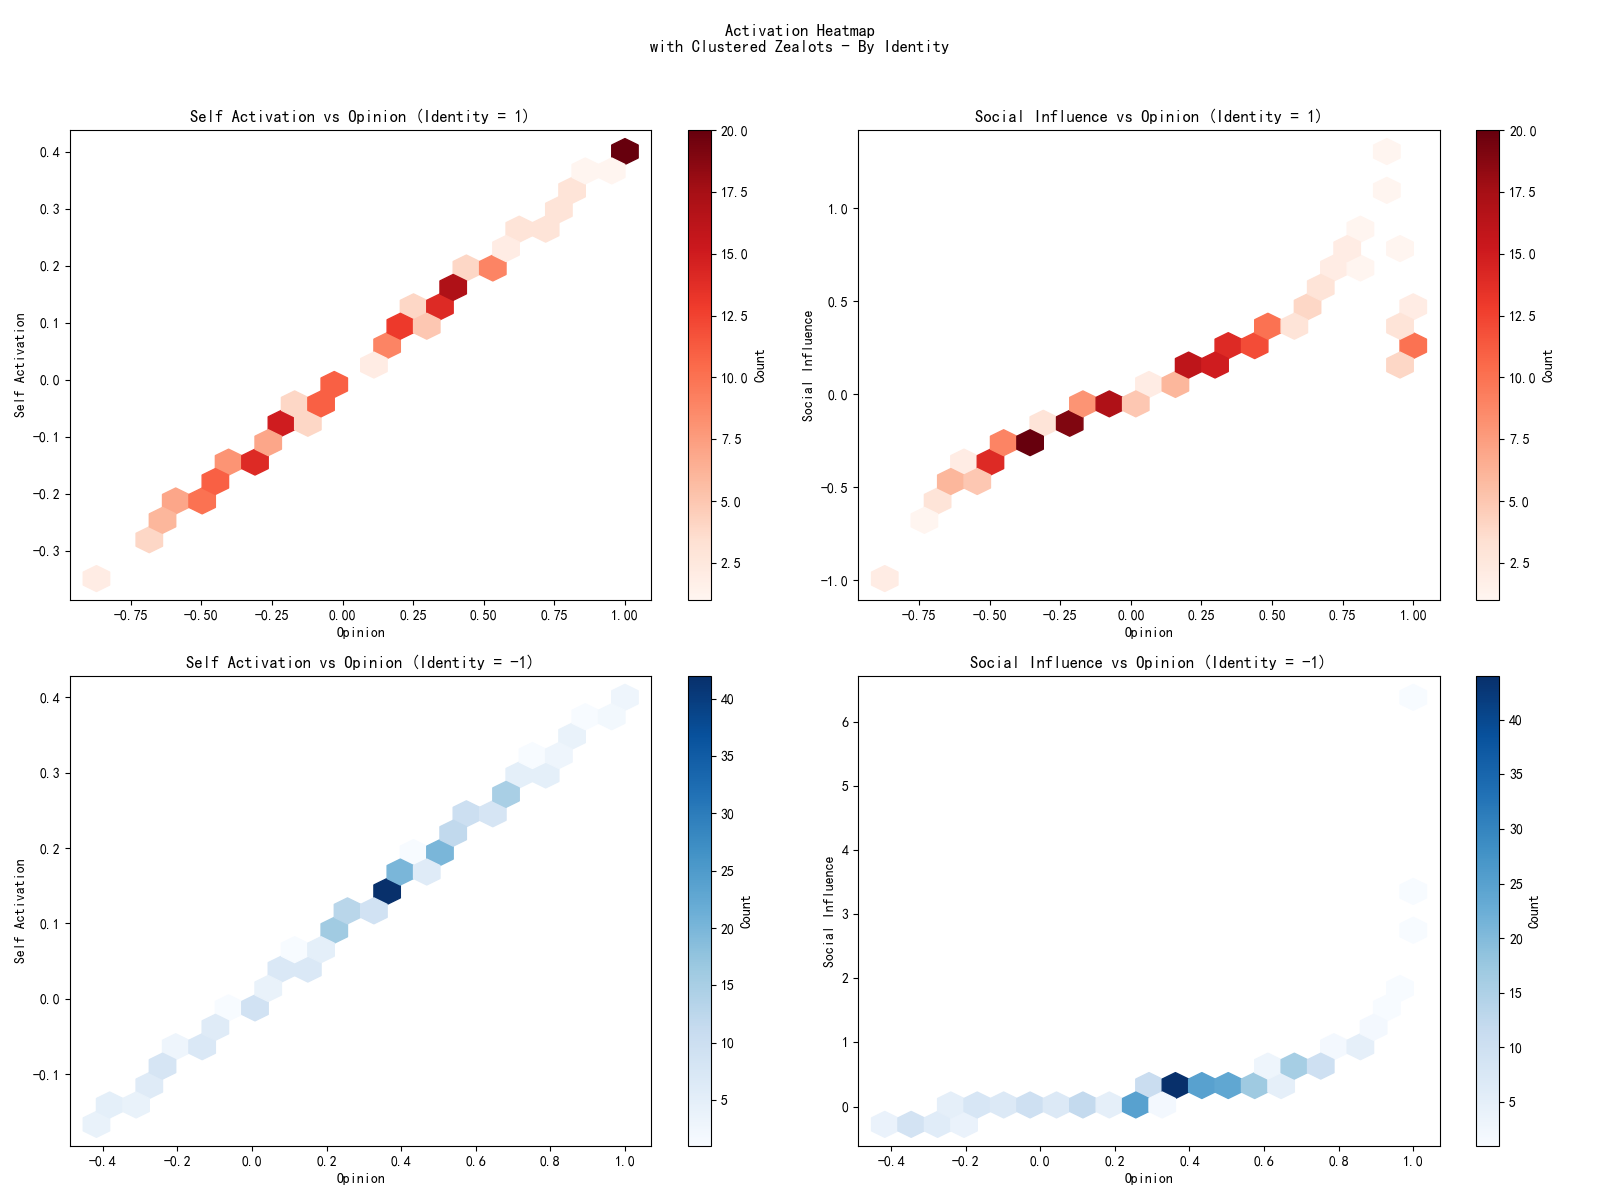 Activation Heatmap
with Clustered Zealots - By Identity
Self Activation vs Opinion (Identity = 1)
0.4
0.3
0.2
0.1
0.0
−0.1
−0.2
−0.3
Self Activation
−0.75 −0.50 −0.25 0.00 0.25 0.50 0.75 1.00
Opinion
20.0
17.5
15.0
12.5
10.0
7.5
5.0
2.5
Count
Social Influence vs Opinion (Identity = 1)
1.0
0.5
0.0
−0.5
−1.0
Social Influence
−0.75 −0.50 −0.25 0.00 0.25 0.50 0.75 1.00
Opinion
20.0
17.5
15.0
12.5
10.0
7.5
5.0
2.5
Count
Self Activation vs Opinion (Identity = -1)
0.4
0.3
0.2
0.1
0.0
−0.1
Self Activation
−0.4 −0.2 0.0 0.2 0.4 0.6 0.8 1.0
Opinion
40
35
30
25
20
15
10
5
Count
Social Influence vs Opinion (Identity = -1)
6
5
4
3
2
1
0
Social Influence
−0.4 −0.2 0.0 0.2 0.4 0.6 0.8 1.0
Opinion
40
35
30
25
20
15
10
5
Count